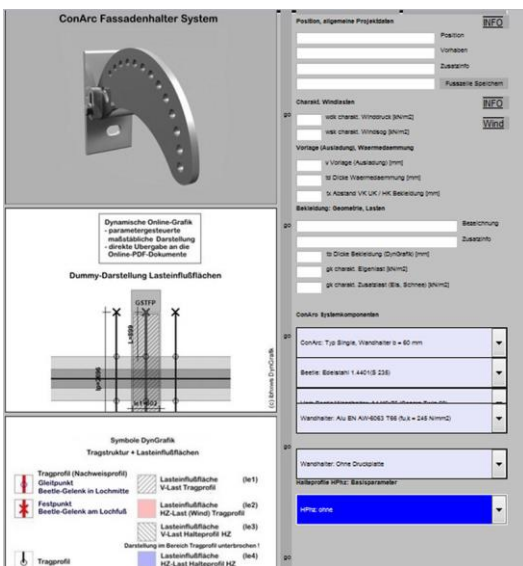 ConArc Fassadenhalter System
Dynamische Online-Grafik
- parametergesteuerte
maßstäbliche Darstellung
- direkte Übergabe an die
Online-PDF-Dokumente
Dummy-Darstellung Lasteinflußflächen
GSTFP
Symbole DynGrafik
Tragstruktur + Lasteinflußflächen
Tragprofil (Nachweisprofil)
Gleitpunkt
Beetle-Gelenk in Lochmitte
Festpunkt
Beetle-Gelenk am Lochfuß
Tragprofil
Lasteinflußfläche (le1)
V-Last Tragprofil
Lasteinflußfläche (le2)
HZ-Last (Wind) Tragprofil
Lasteinflußfläche (le3)
V-Last Halteprofil HZ
Darstellung im Bereich Tragprofil unterbrochen !
Lasteinflußfläche (le4)
HZ-Last Halteprofil HZ
Position, allgemeine Projektdaten
INFO
Position
Vorhaben
Zusatzinfo
Fusszeile Speichern
Charakt. Windlasten
INFO
go
wdk charakt. Winddruck [kN/m2]
Wind
wsk charakt. Windsog [kN/m2]
Vorlage (Ausladung), Waermedaemmung
v Vorlage (Ausladung) [mm]
td Dicke Waermedaemmung [mm]
tx Abstand VK UK / HK Bekleidung [mm]
Bekleidung: Geometrie, Lasten
go
Bezeichnung
Zusatzinfo
tb Dicke Bekleidung (DynGrafik) [mm]
gk charakt. Eigenlast [kN/m2]
gk charakt. Zusatzlast (Eis, Schnee) [kN/m2]
ConArc Systemkomponenten
go
ConArc: Typ Single, Wandhalter b = 60 mm
Beetle: Edelstahl 1.4401(S 235)
Wandhalter: Alu EN AW-6063 T66 (fu,k = 245 N/mm2)
go
Wandhalter: Ohne Druckplatte
Halteprofile HPhz: Basisparameter
HPhz: ohne
go